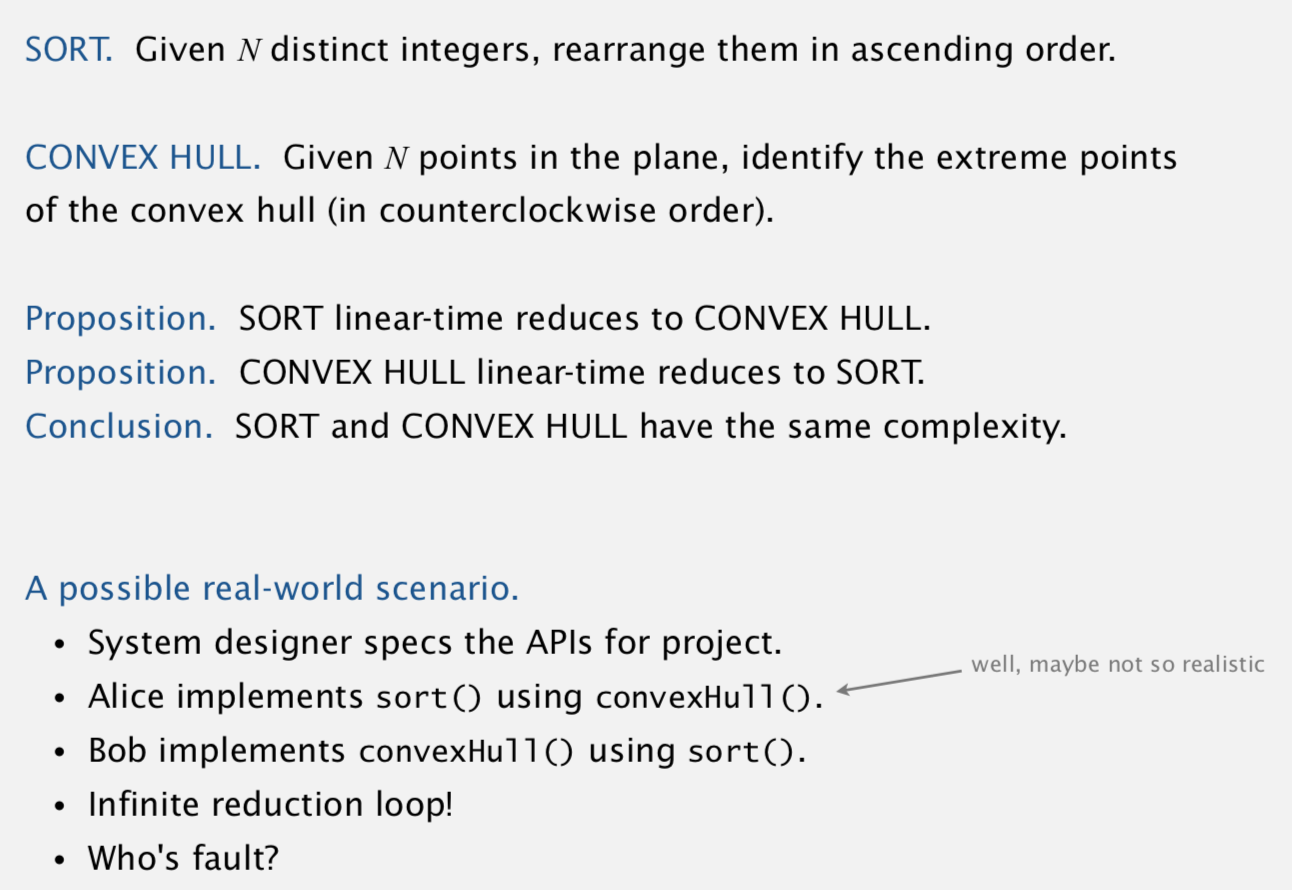 SORT. Given N distinct integers, rearrange them in ascending order.
CONVEX HULL. Given N points in the plane, identify the extreme points
of the convex hull (in counterclockwise order).
Proposition. SORT linear-time reduces to CONVEX HULL.
Proposition. CONVEX HULL linear-time reduces to SORT.
Conclusion. SORT and CONVEX HULL have the same complexity.
A possible real-world scenario.
• System designer specs the APIs for project.
• Alice implements sort() using convexHull().
well, maybe not so realistic
• Bob implements convexHull() using sort().
• Infinite reduction loop!
• Who's fault?